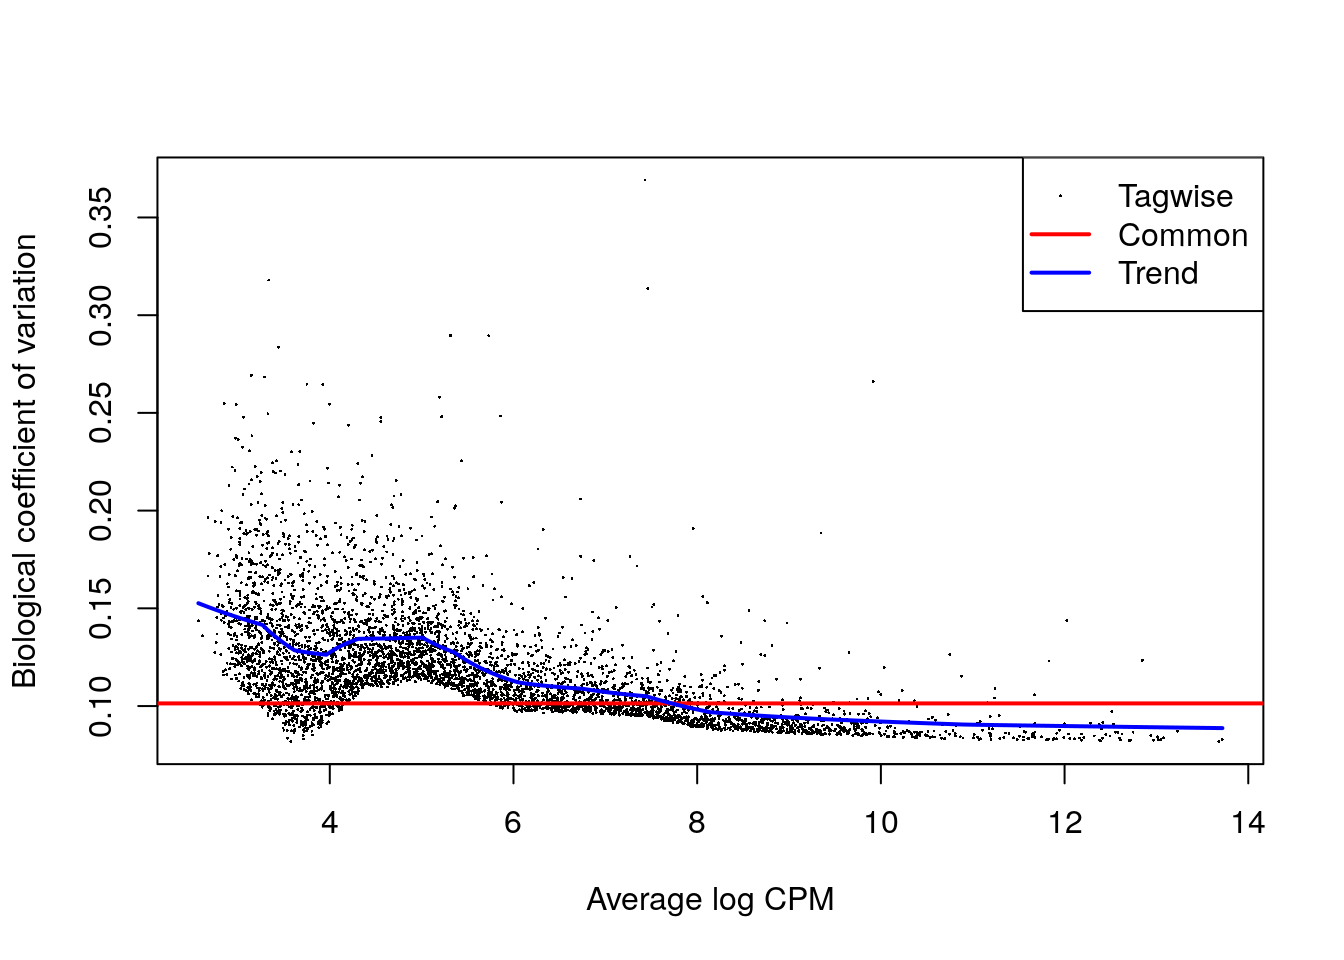 Tagwise
Common
Trend
Biological coefficient of variation
0.35
0.30
0.25
0.20
0.15
0.10
4 6 8 10 12 14
Average log CPM